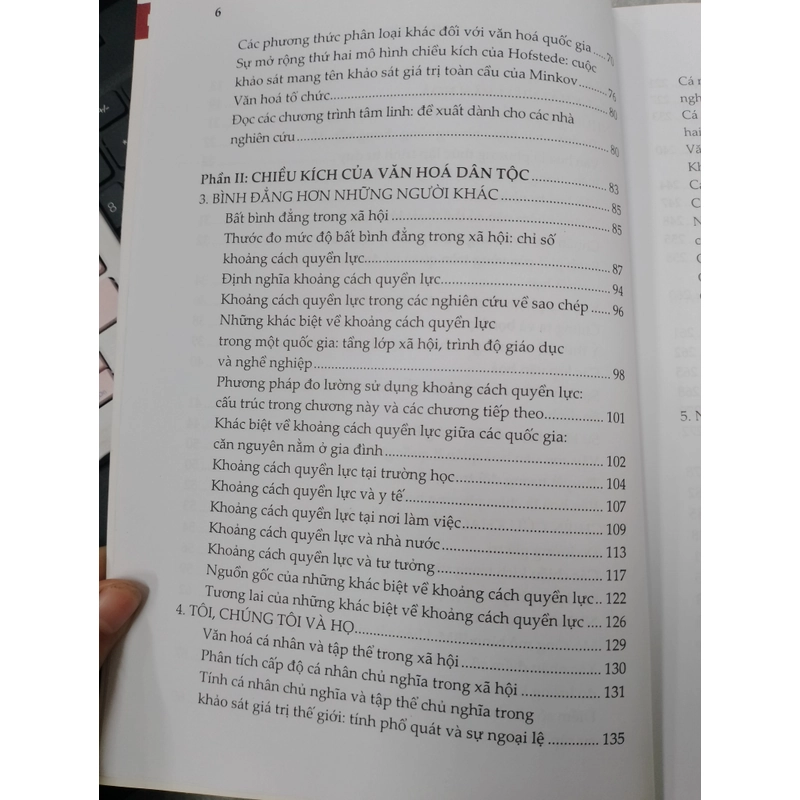 6
Các phương thức phân loại khác đối với văn hoá quốc gia.... 70
Sự mở rộng thứ hai mô hình chiều kích của Hofstede: cuộc
khảo sát mang tên khảo sát giá trị toàn cầu của Minkov........ 76
Văn hoá tổ chức........ 80
Đọc các chương trình tâm linh: đề xuất dành cho các nhà
nghiên cứu........ 80
Phần II: CHIỀU KÍCH CỦA VĂN HOÁ DÂN TỘC........ 83
3. BÌNH ĐẲNG HƠN NHỮNG NGƯỜI KHÁC........ 85
Bất bình đẳng trong xã hội........ 85
Thước đo mức độ bất bình đẳng trong xã hội: chỉ số
khoảng cách quyền lực........ 87
Định nghĩa khoảng cách quyền lực........ 94
Khoảng cách quyền lực trong các nghiên cứu về sao chép........ 96
Những khác biệt về khoảng cách quyền lực
trong một quốc gia: tầng lớp xã hội, trình độ giáo dục
và nghề nghiệp........ 98
Phương pháp đo lường sử dụng khoảng cách quyền lực:
cấu trúc trong chương này và các chương tiếp theo........ 101
Khác biệt về khoảng cách quyền lực giữa các quốc gia:
căn nguyên nằm ở gia đình........ 102
Khoảng cách quyền lực tại trường học........ 104
Khoảng cách quyền lực và y tế........ 107
Khoảng cách quyền lực tại nơi làm việc........ 109
Khoảng cách quyền lực và nhà nước........ 113
Khoảng cách quyền lực và tư tưởng........ 117
Nguồn gốc của những khác biệt về khoảng cách quyền lực.. 122
Tương lai của những khác biệt về khoảng cách quyền lực .... 126
4. TÔI, CHÚNG TÔI VÀ HỌ........ 129
Văn hoá cá nhân và tập thể trong xã hội........ 130
Phân tích cấp độ cá nhân chủ nghĩa trong xã hội........ 131
Tính cá nhân chủ nghĩa và tập thể chủ nghĩa trong
khảo sát giá trị thế giới: tính phổ quát và sự ngoại lệ........ 135
5. N